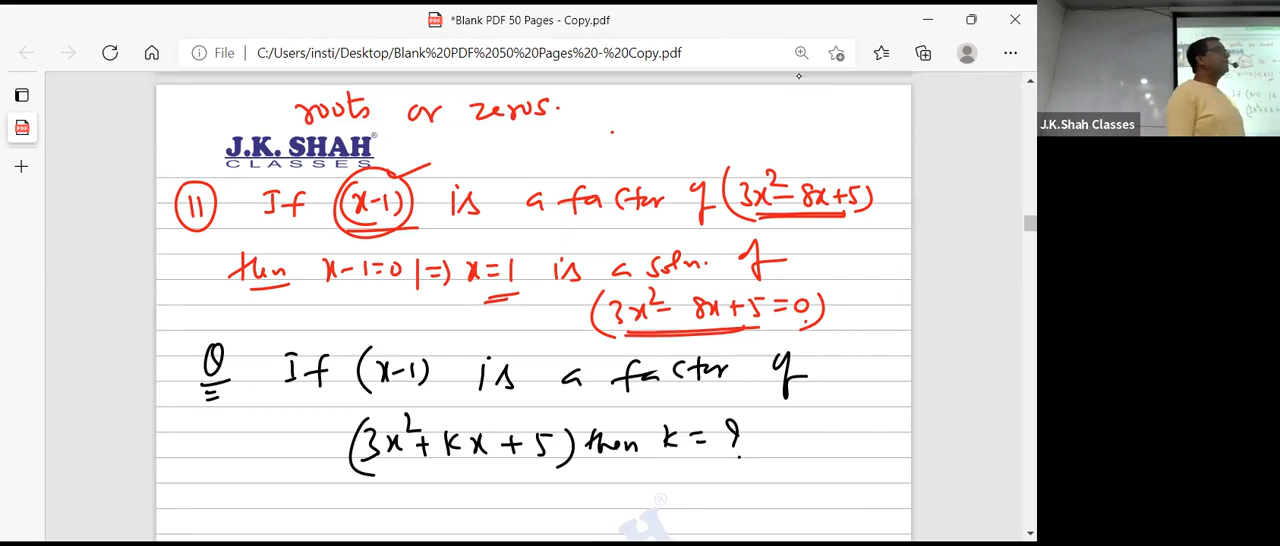 *Blank PDF 50 Pages - Copy.pdf
File C:/Users/insti/Desktop/Blank%20PDF%2050%20Pages%20-%20Copy.pdf
roots or zeros.
J.K. SHAH®
CLASSES
J.K.Shah Classes
(11) If (x-1) is a factor of (3x²-8x+5)
then x-1=0 |=) x=1 is a soln. of
(3x²- 8x+5=0)
Q If (x-1) is a factor of
(3x²+ kx + 5) then k = ?
H®